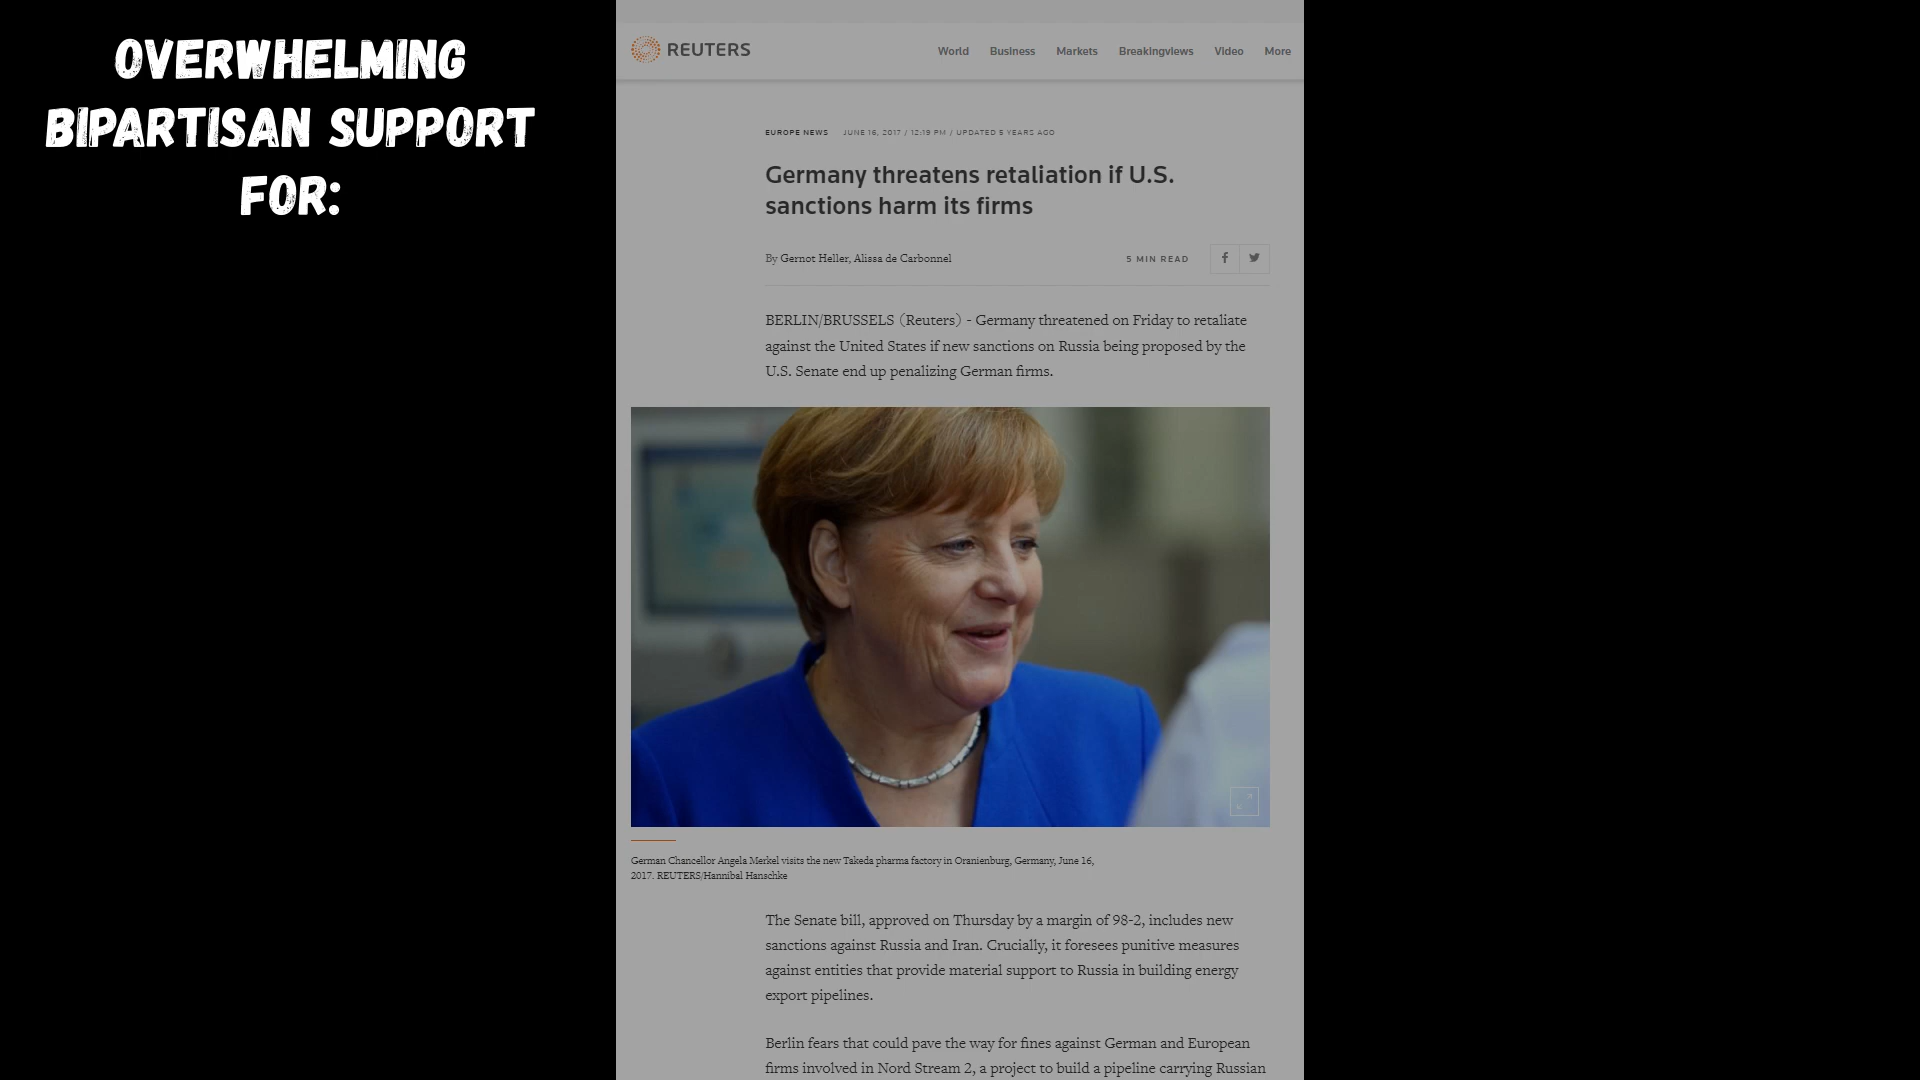 OVERWHELMING
BIPARTISAN SUPPORT
FOR:
REUTERS
World Business Markets Breakingviews Video More
EUROPE NEWS JUNE 16, 2017 / 12:19 PM / UPDATED 5 YEARS AGO
Germany threatens retaliation if U.S.
sanctions harm its firms
By Gernot Heller, Alissa de Carbonnel
5 MIN READ
BERLIN/BRUSSELS (Reuters) - Germany threatened on Friday to retaliate
against the United States if new sanctions on Russia being proposed by the
U.S. Senate end up penalizing German firms.
German Chancellor Angela Merkel visits the new Takeda pharma factory in Oranienburg, Germany, June 16,
2017. REUTERS/Hannibal Hanschke
The Senate bill, approved on Thursday by a margin of 98-2, includes new
sanctions against Russia and Iran. Crucially, it foresees punitive measures
against entities that provide material support to Russia in building energy
export pipelines.
Berlin fears that could pave the way for fines against German and European
firms involved in Nord Stream 2, a project to build a pipeline carrying Russian